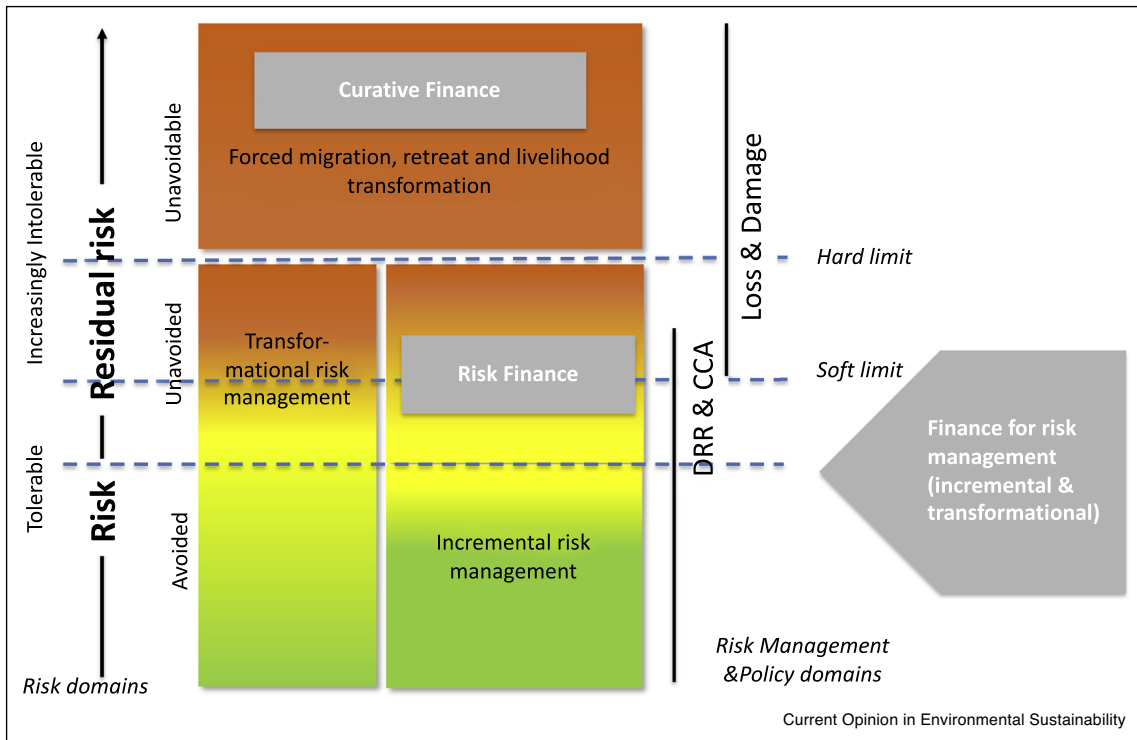 Increasingly Intolerable
Tolerable
Residual risk
Risk
Unavoidable
Unavoided
Avoided
Curative Finance
Forced migration, retreat and livelihood
transformation
Transfor-
mational risk
management
Risk Finance
Incremental risk
management
Loss & Damage
DRR & CCA
Hard limit
Soft limit
Finance for risk
management
(incremental &
transformational)
Risk domains
Risk Management
&Policy domains
Current Opinion in Environmental Sustainability